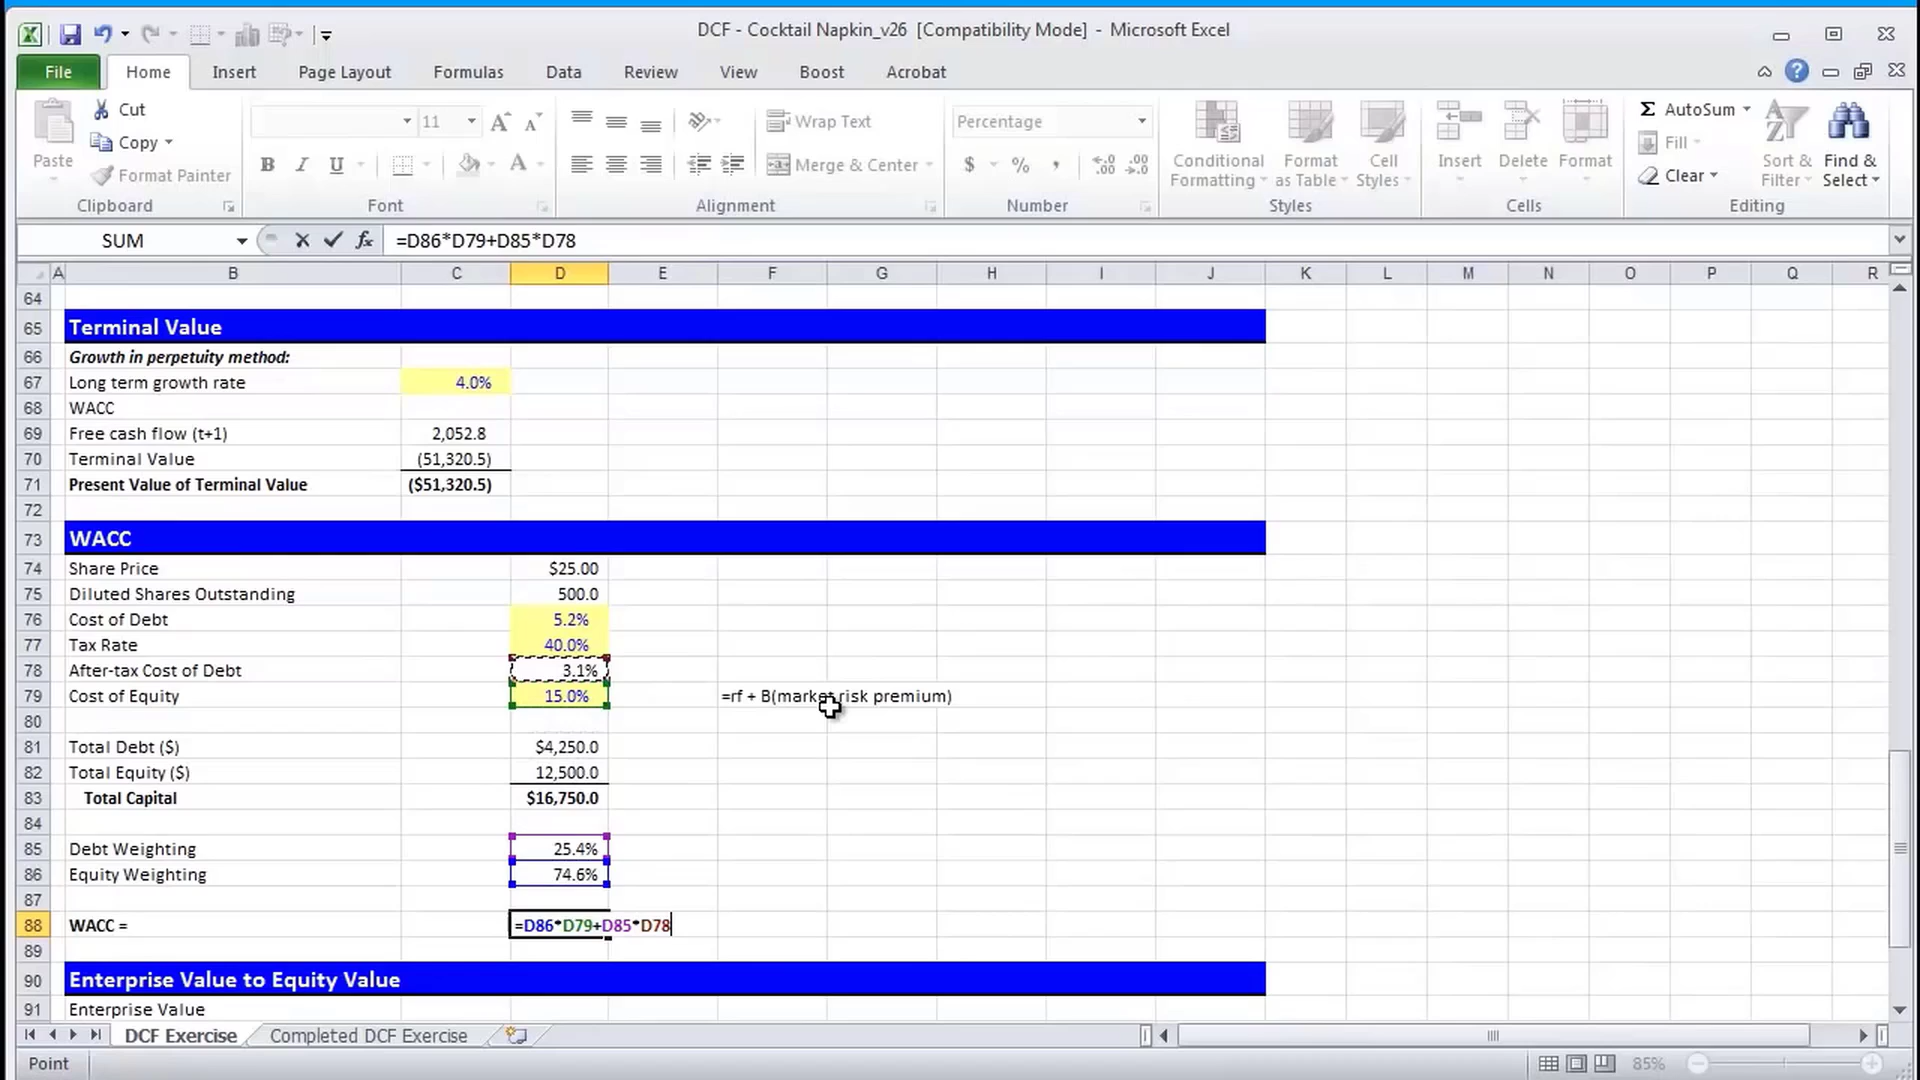 DCF - Cocktail Napkin_v26 [Compatibility Mode] - Microsoft Excel
File Home Insert Page Layout Formulas Data Review View Boost Acrobat
Paste
Cut
Copy
Format Painter
Clipboard
11
B I U
Font
Wrap Text
Merge & Center
Alignment
Percentage
$ % ,
Number
Conditional Formatting
Format as Table
Cell Styles
Styles
Insert Delete Format
Cells
Σ AutoSum
Fill
Clear
Sort & Filter
Find & Select
Editing
SUM fx =D86*D79+D85*D78
A B C D E F G H I J K L M N O P Q R
64
65 Terminal Value
66 Growth in perpetuity method:
67 Long term growth rate 4.0%
68 WACC
69 Free cash flow (t+1) 2,052.8
70 Terminal Value (51,320.5)
71 Present Value of Terminal Value ($51,320.5)
72
73 WACC
74 Share Price $25.00
75 Diluted Shares Outstanding 500.0
76 Cost of Debt 5.2%
77 Tax Rate 40.0%
78 After-tax Cost of Debt 3.1%
79 Cost of Equity 15.0% =rf + B(market risk premium)
80
81 Total Debt ($) $4,250.0
82 Total Equity ($) 12,500.0
83 Total Capital $16,750.0
84
85 Debt Weighting 25.4%
86 Equity Weighting 74.6%
87
88 WACC = =D86*D79+D85*D78
89
90 Enterprise Value to Equity Value
91 Enterprise Value
DCF Exercise Completed DCF Exercise
Point 85%